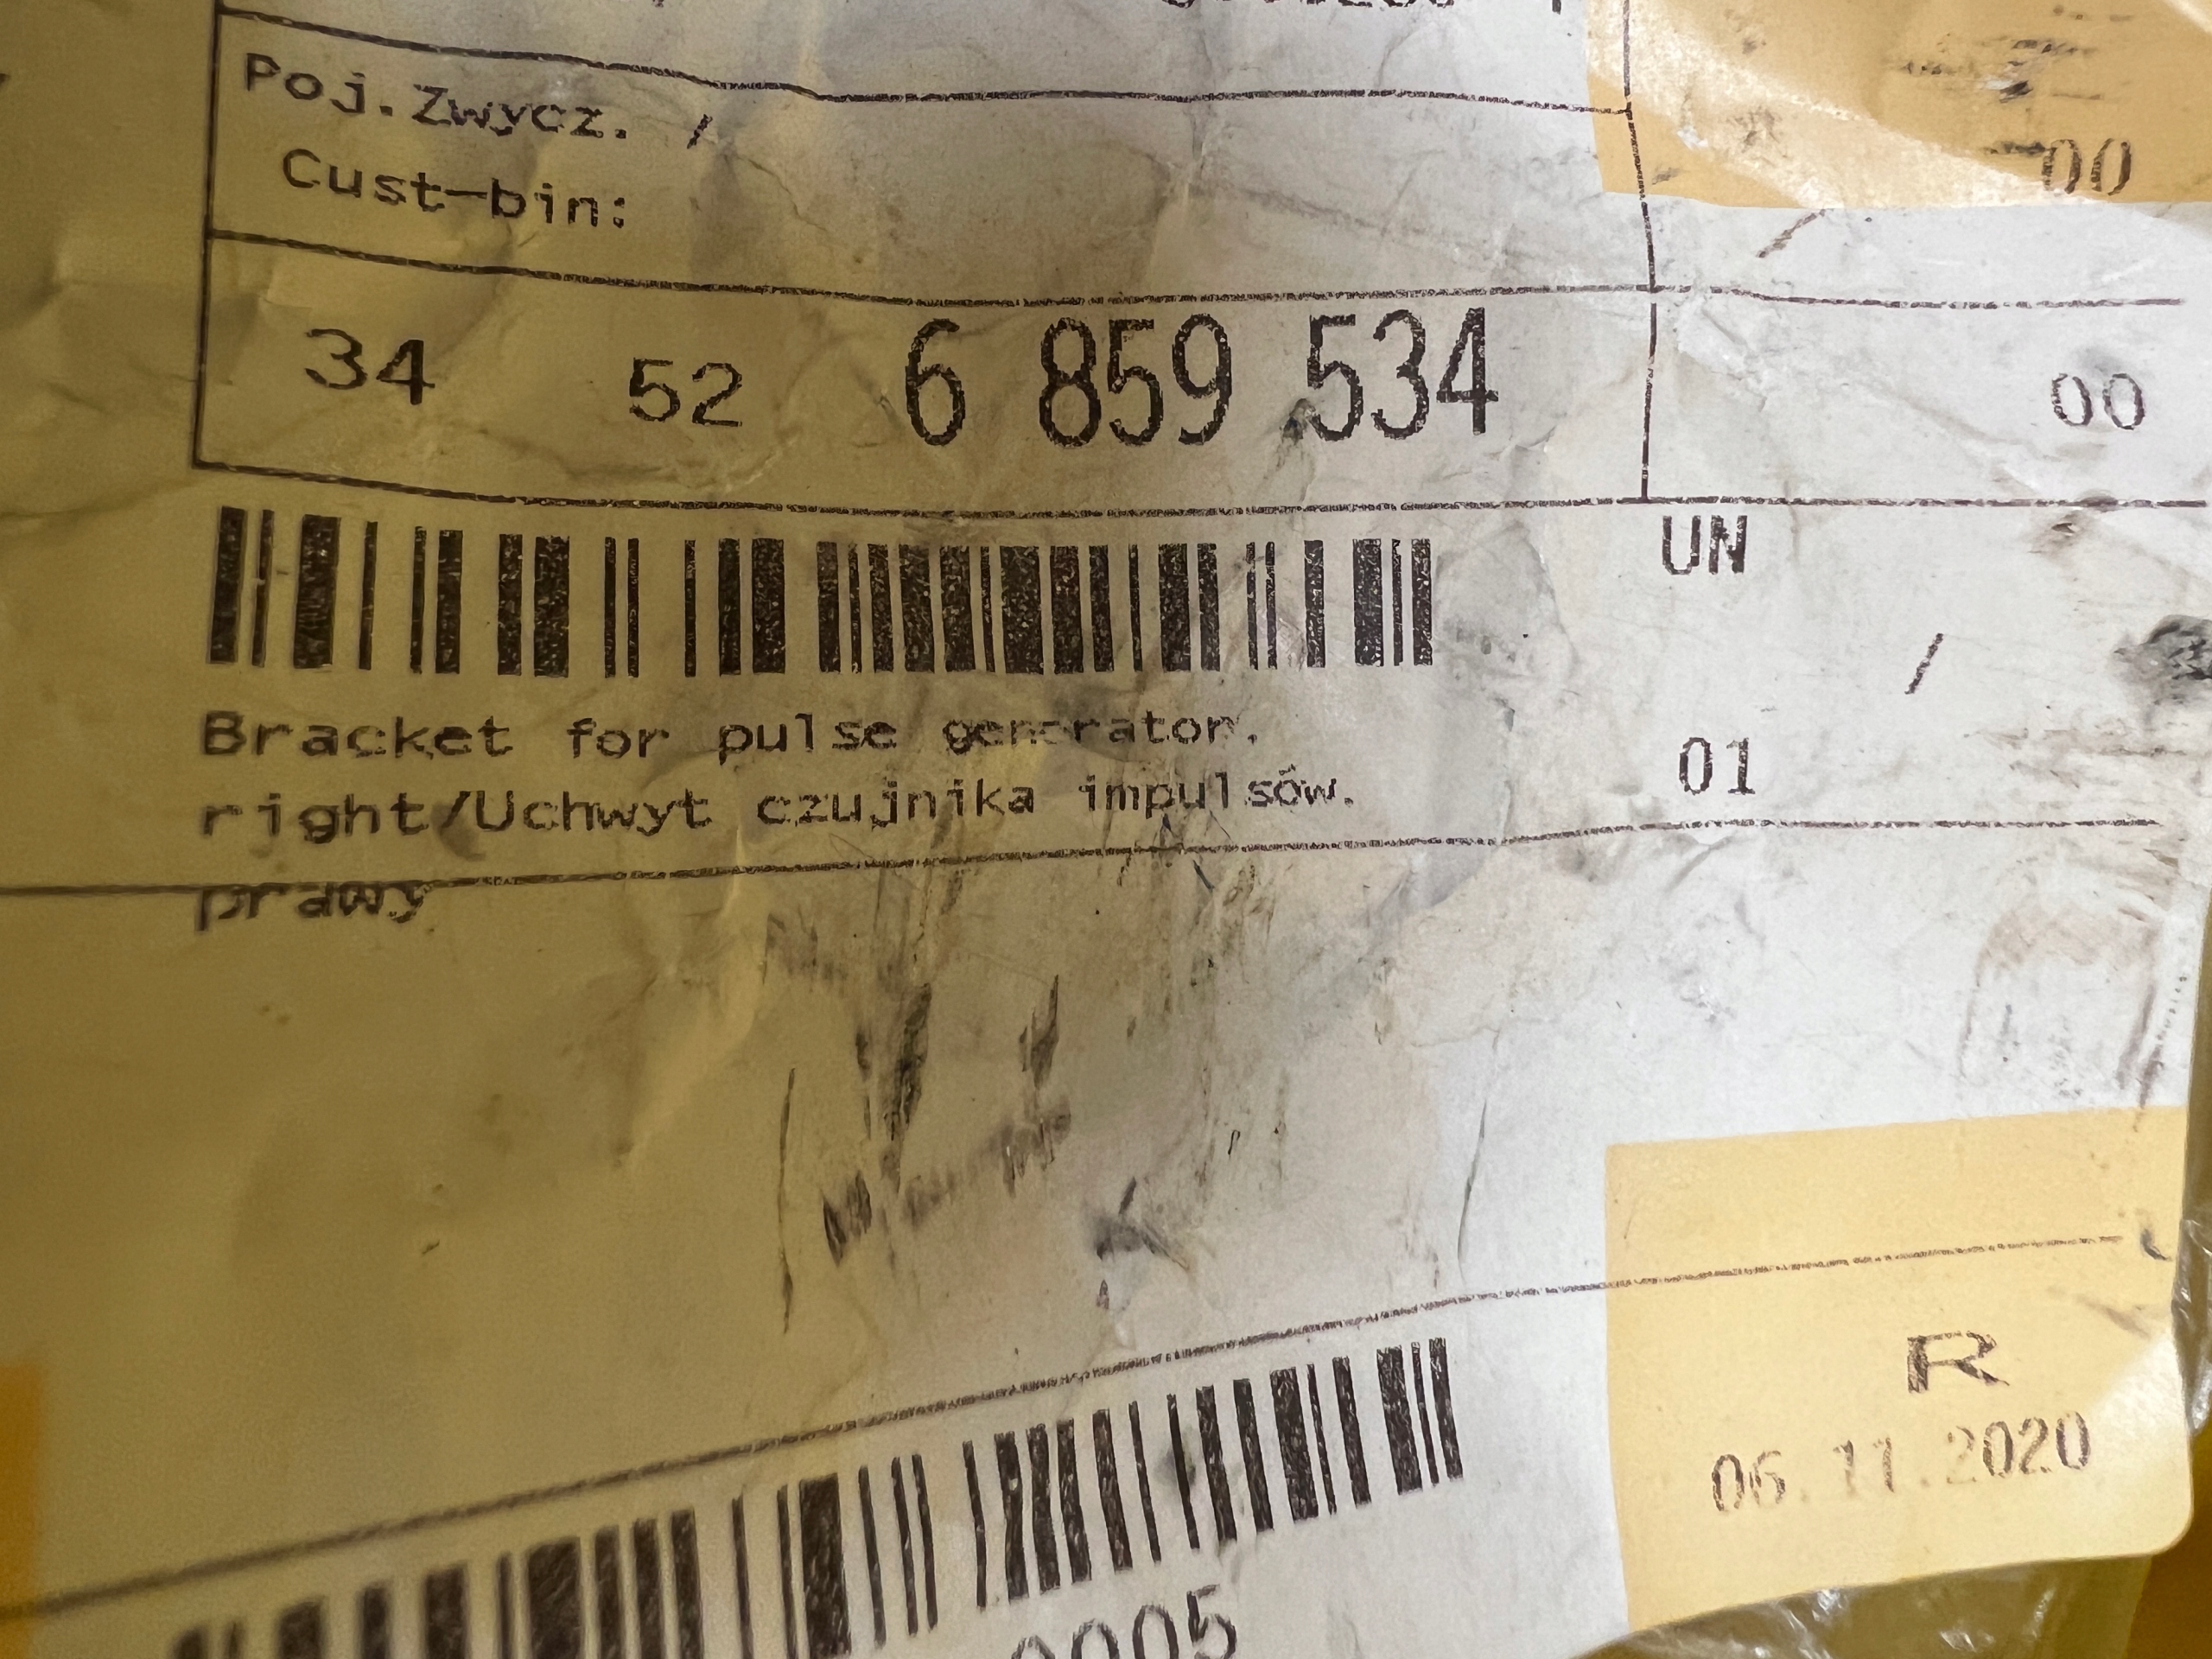 Poj.Zwycz. /
Cust-bin:
00
/
34 52 6 859 534
00
UN
/
Bracket for pulse generator,
right/Uchwyt czujnika impulsów.
01
prawy
R
06.11.2020
0005